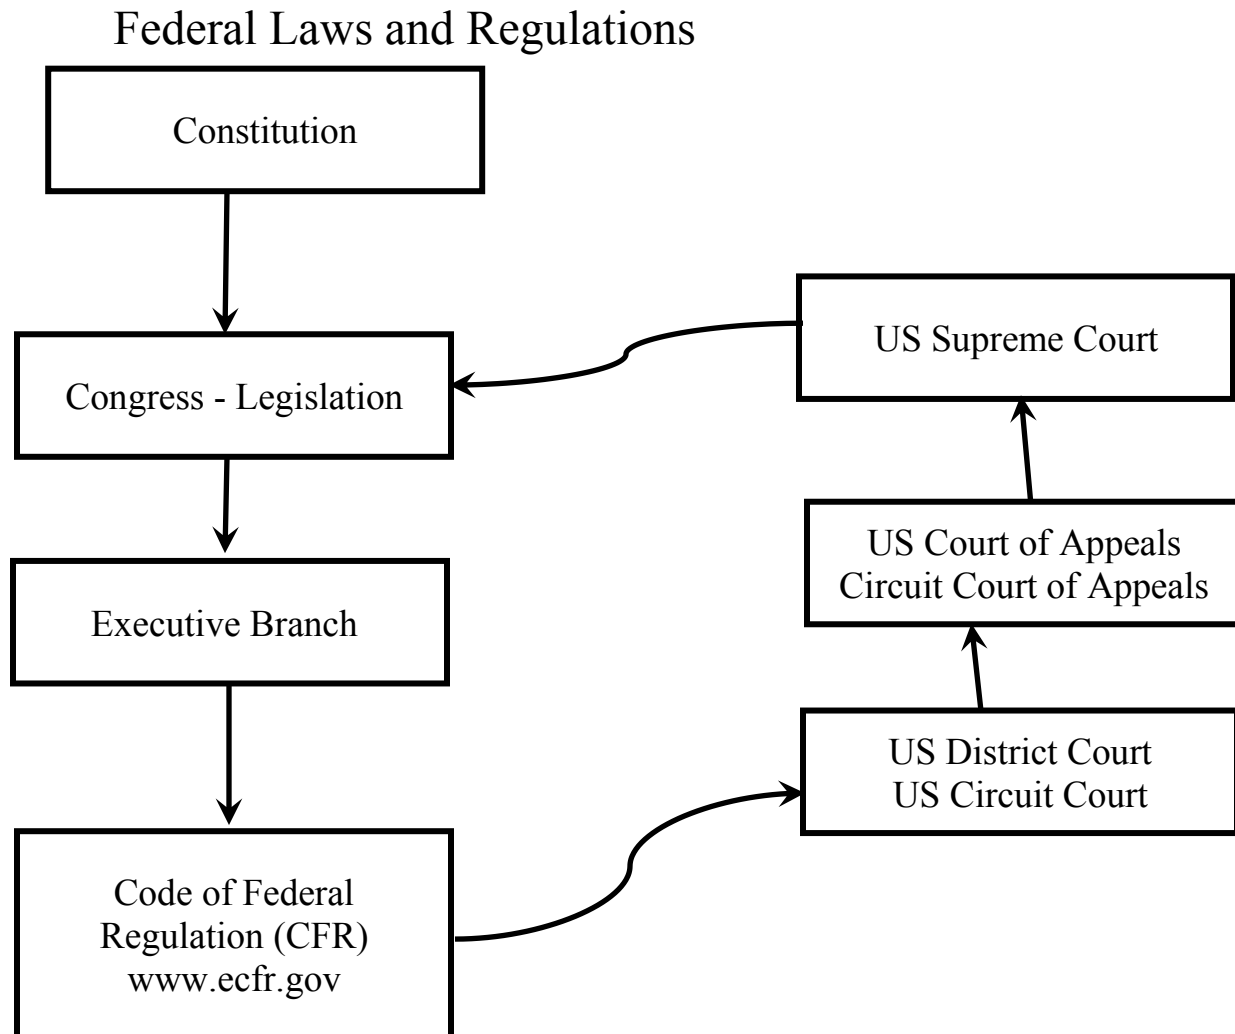 Federal Laws and Regulations
Constitution
Congress - Legislation
Executive Branch
Code of Federal
Regulation (CFR)
www.ecfr.gov
US Supreme Court
US Court of Appeals
Circuit Court of Appeals
US District Court
US Circuit Court